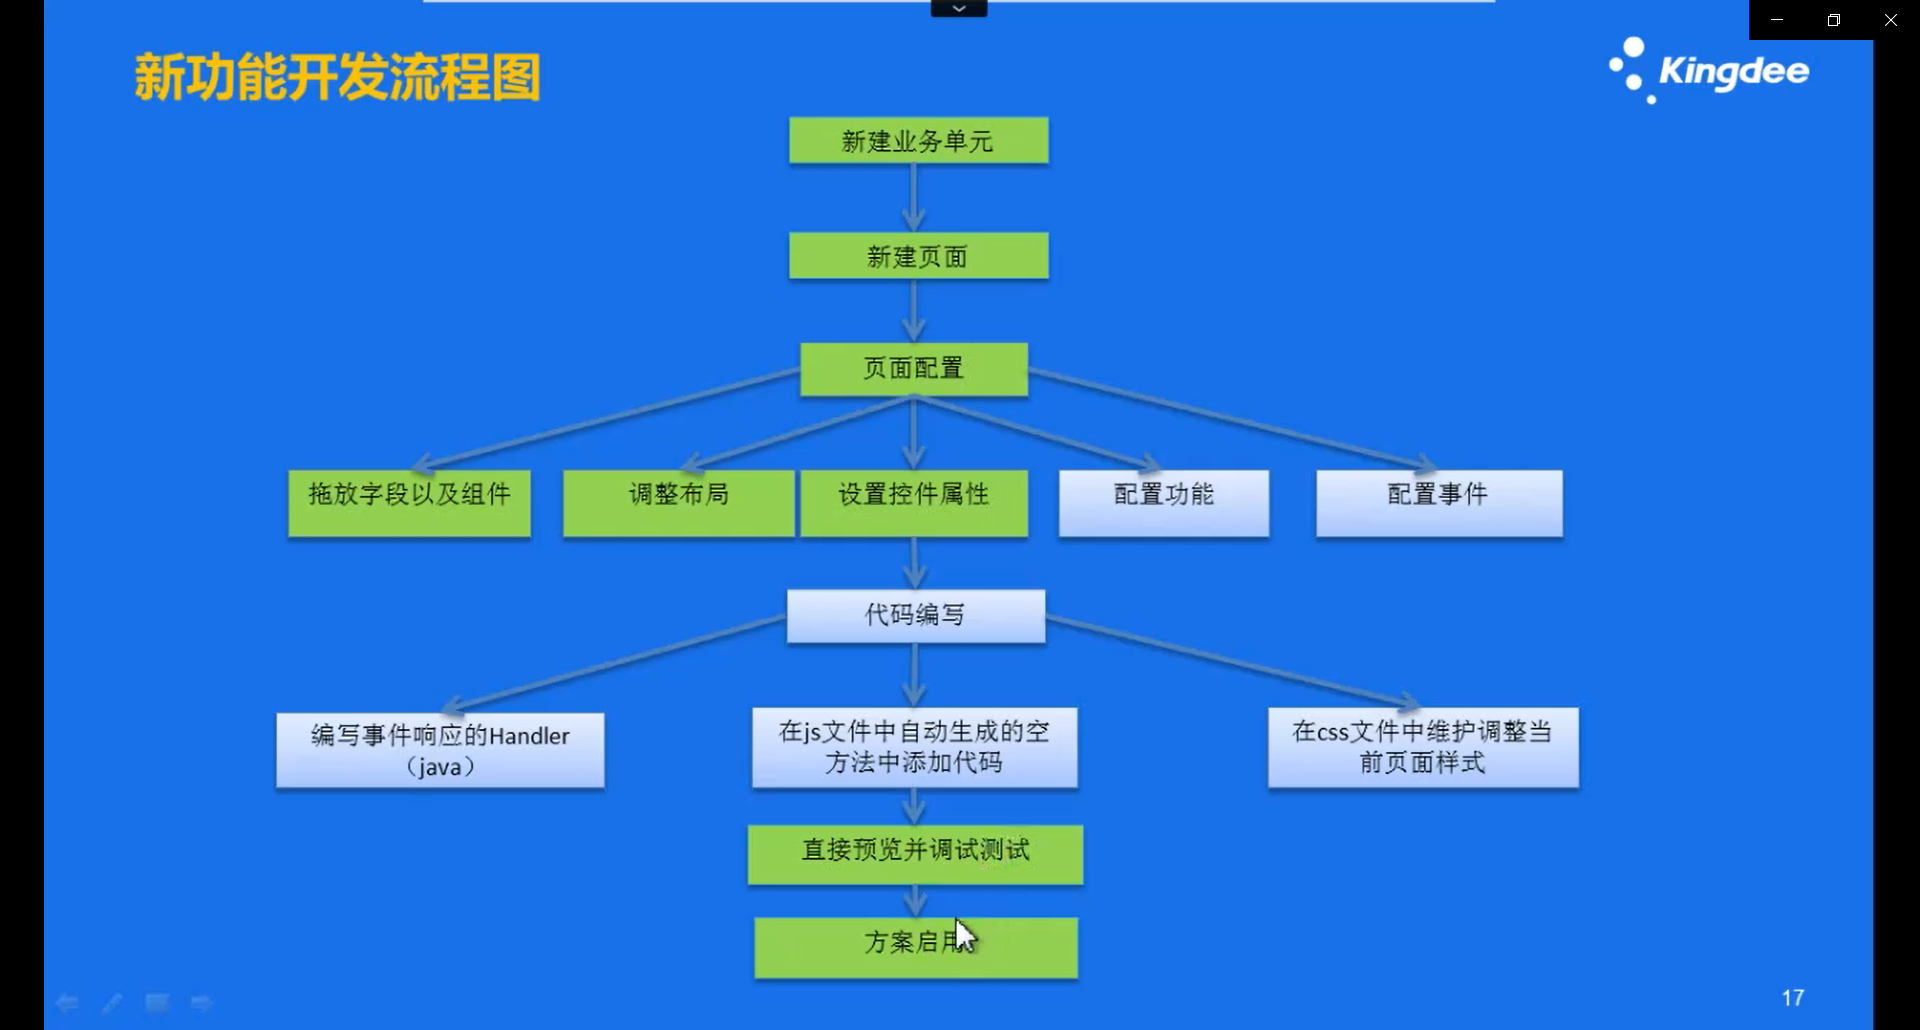 新功能开发流程图
Kingdee
新建业务单元
新建页面
页面配置
拖放字段以及组件
调整布局
设置控件属性
配置功能
配置事件
代码编写
编写事件响应的Handler
（java）
在js文件中自动生成的空
方法中添加代码
在css文件中维护调整当
前页面样式
直接预览并调试测试
方案启用
17